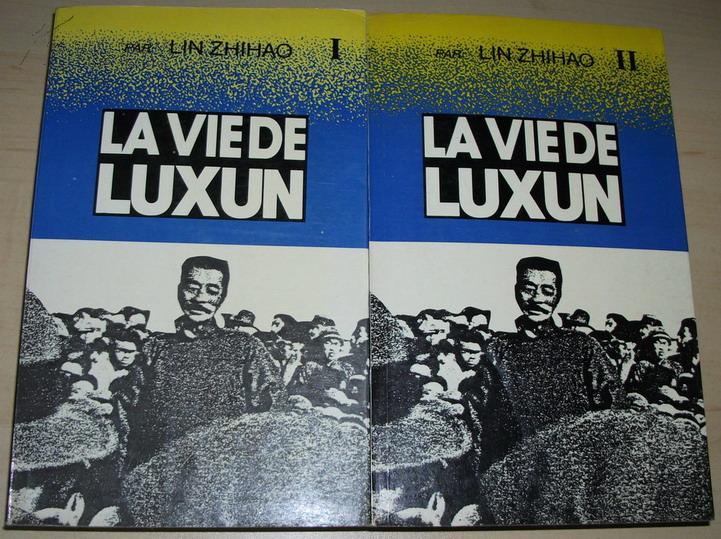 PAR LIN ZHIHAO I
LA VIE DE
LUXUN
PAR LIN ZHIHAO II
LA VIE DE
LUXUN